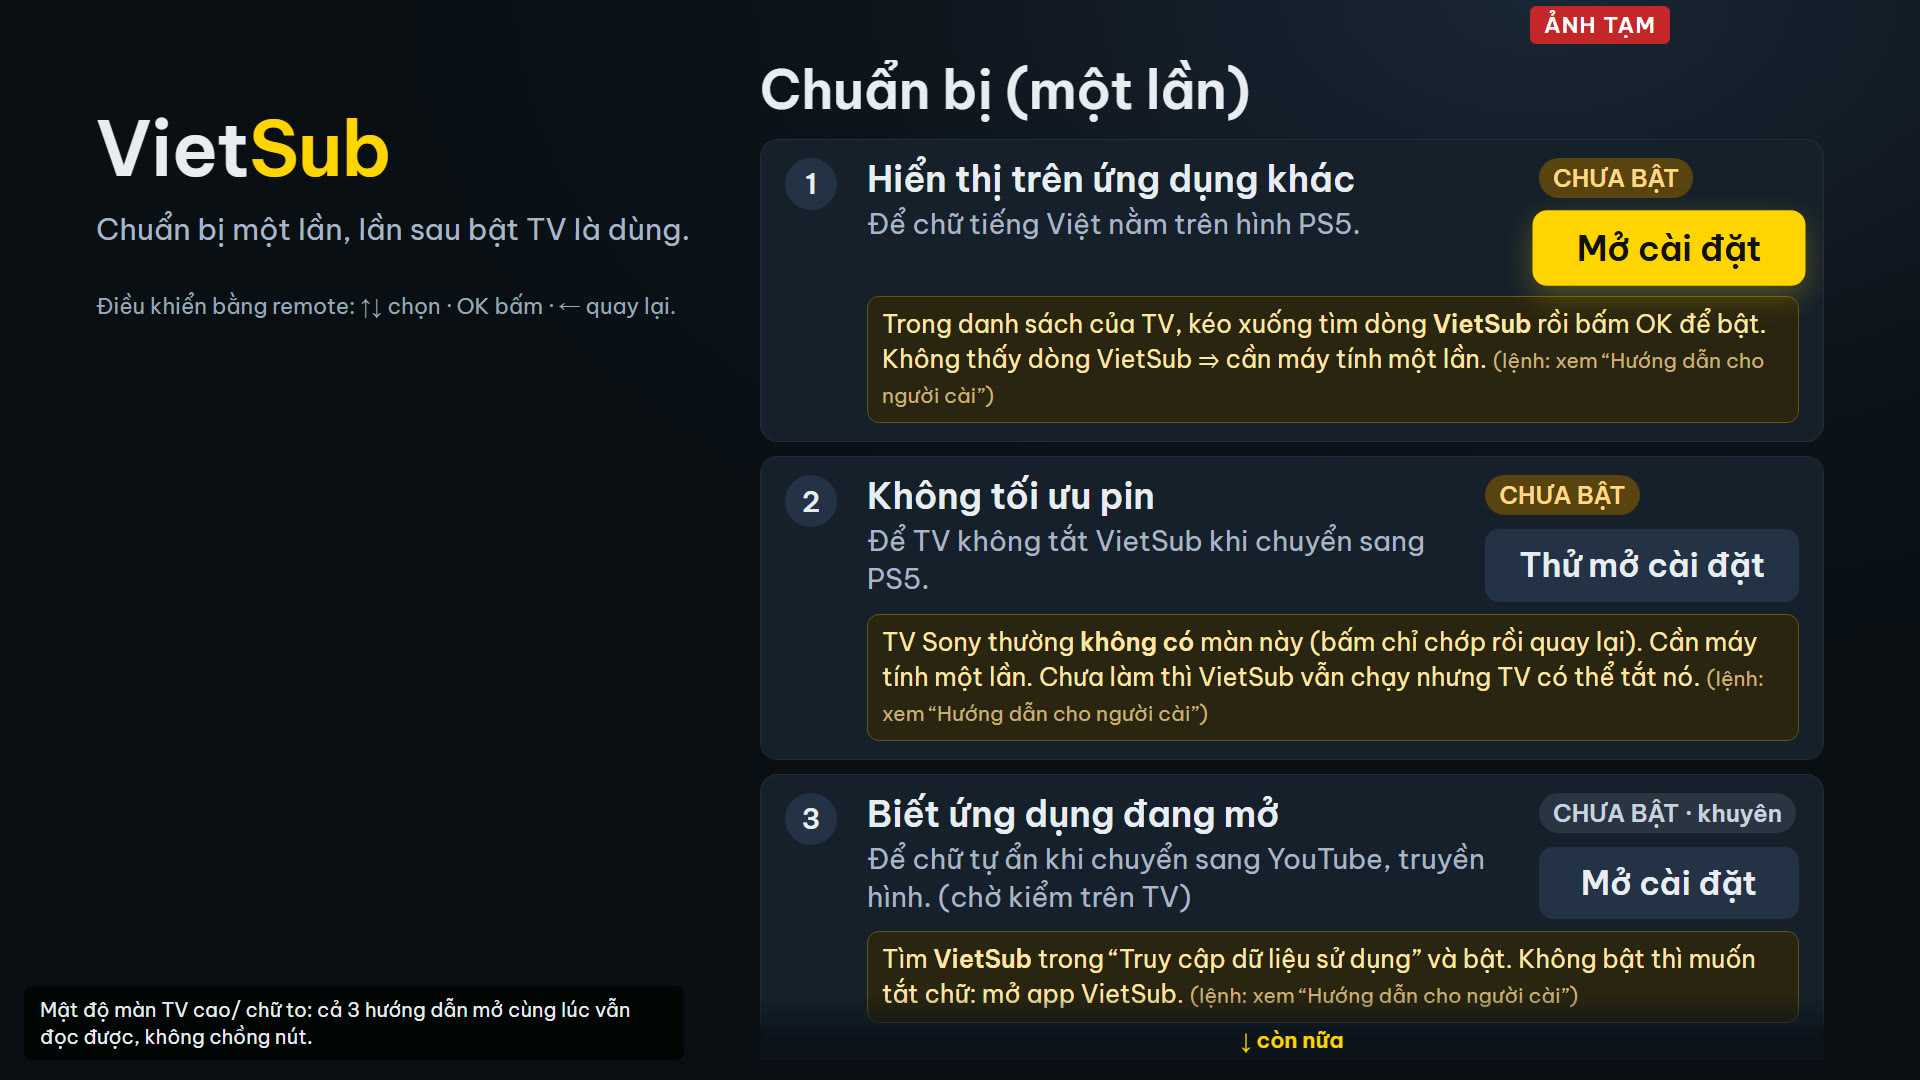 ẢNH TẠM
VietSub
Chuẩn bị một lần, lần sau bật TV là dùng.
Điều khiển bằng remote: ↑↓ chọn · OK bấm · ← quay lại.
Chuẩn bị (một lần)
1
Hiển thị trên ứng dụng khác
Để chữ tiếng Việt nằm trên hình PS5.
CHƯA BẬT
Mở cài đặt
Trong danh sách của TV, kéo xuống tìm dòng VietSub rồi bấm OK để bật.
Không thấy dòng VietSub ⇒ cần máy tính một lần. (lệnh: xem “Hướng dẫn cho
người cài”)
2
Không tối ưu pin
Để TV không tắt VietSub khi chuyển sang
PS5.
CHƯA BẬT
Thử mở cài đặt
TV Sony thường không có màn này (bấm chỉ chớp rồi quay lại). Cần máy
tính một lần. Chưa làm thì VietSub vẫn chạy nhưng TV có thể tắt nó. (lệnh:
xem “Hướng dẫn cho người cài”)
3
Biết ứng dụng đang mở
Để chữ tự ẩn khi chuyển sang YouTube, truyền
hình. (chờ kiểm trên TV)
CHƯA BẬT · khuyên
Mở cài đặt
Tìm VietSub trong “Truy cập dữ liệu sử dụng” và bật. Không bật thì muốn
tắt chữ: mở app VietSub. (lệnh: xem “Hướng dẫn cho người cài”)
↓ còn nữa
Mật độ màn TV cao/ chữ to: cả 3 hướng dẫn mở cùng lúc vẫn
đọc được, không chồng nút.